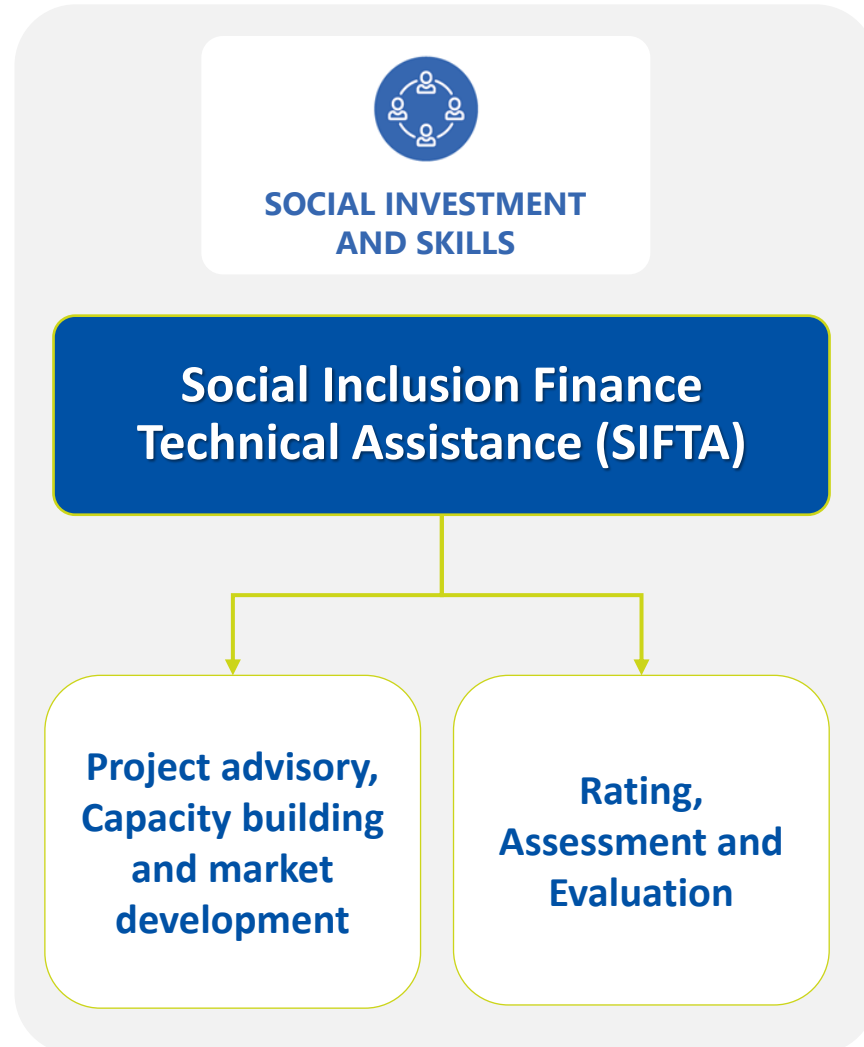 SOCIAL INVESTMENT
AND SKILLS
Social Inclusion Finance
Technical Assistance (SIFTA)
Project advisory,
Capacity building
and market
development
Rating,
Assessment and
Evaluation